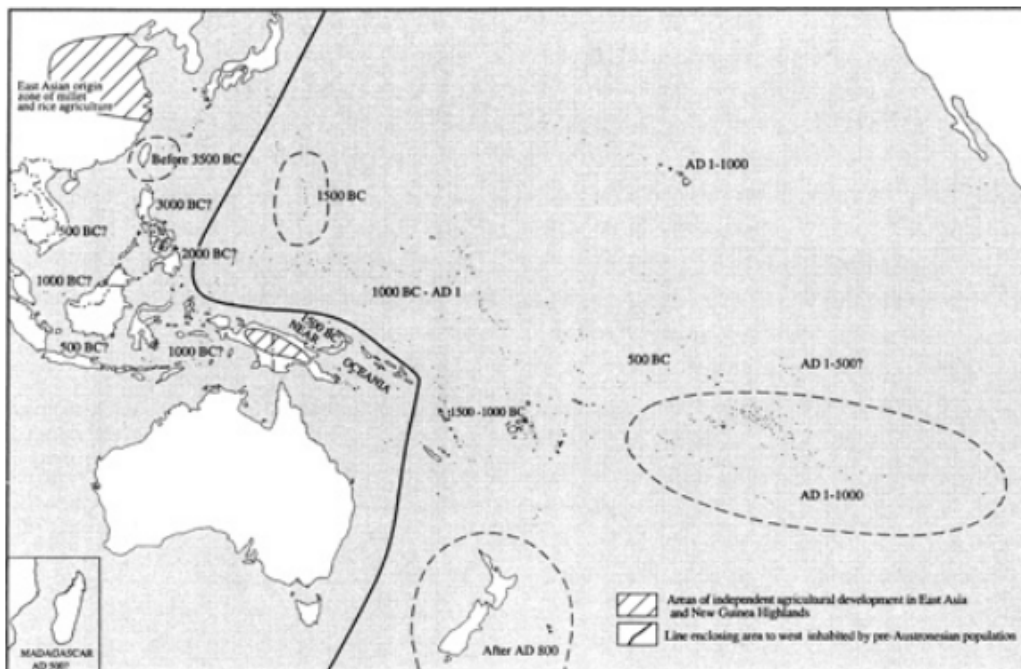 East Asian origin
zone of millet
and rice agriculture
Before 3500 BC
AD 1-1000
3000 BC?
1500 BC
500 BC?
2000 BC?
1000 BC?
1000 BC - AD 1
1500 BC
NEAR
OCEANIA
500 BC?
1000 BC?
500 BC
AD 1-500?
1500 -1000 BC
AD 1-1000
Areas of independent agricultural development in East Asia
and New Guinea Highlands
Line enclosing area to west inhabited by pre-Austronesian population
After AD 800
MADAGASCAR
AD 500?